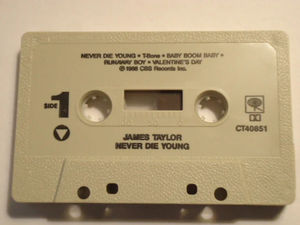 NEVER DIE YOUNG • T-Bone • BABY BOOM BABY •
RUNAWAY BOY • VALENTINE'S DAY
℗ 1988 CBS Records Inc.
SIDE 1
CT40851
JAMES TAYLOR
NEVER DIE YOUNG